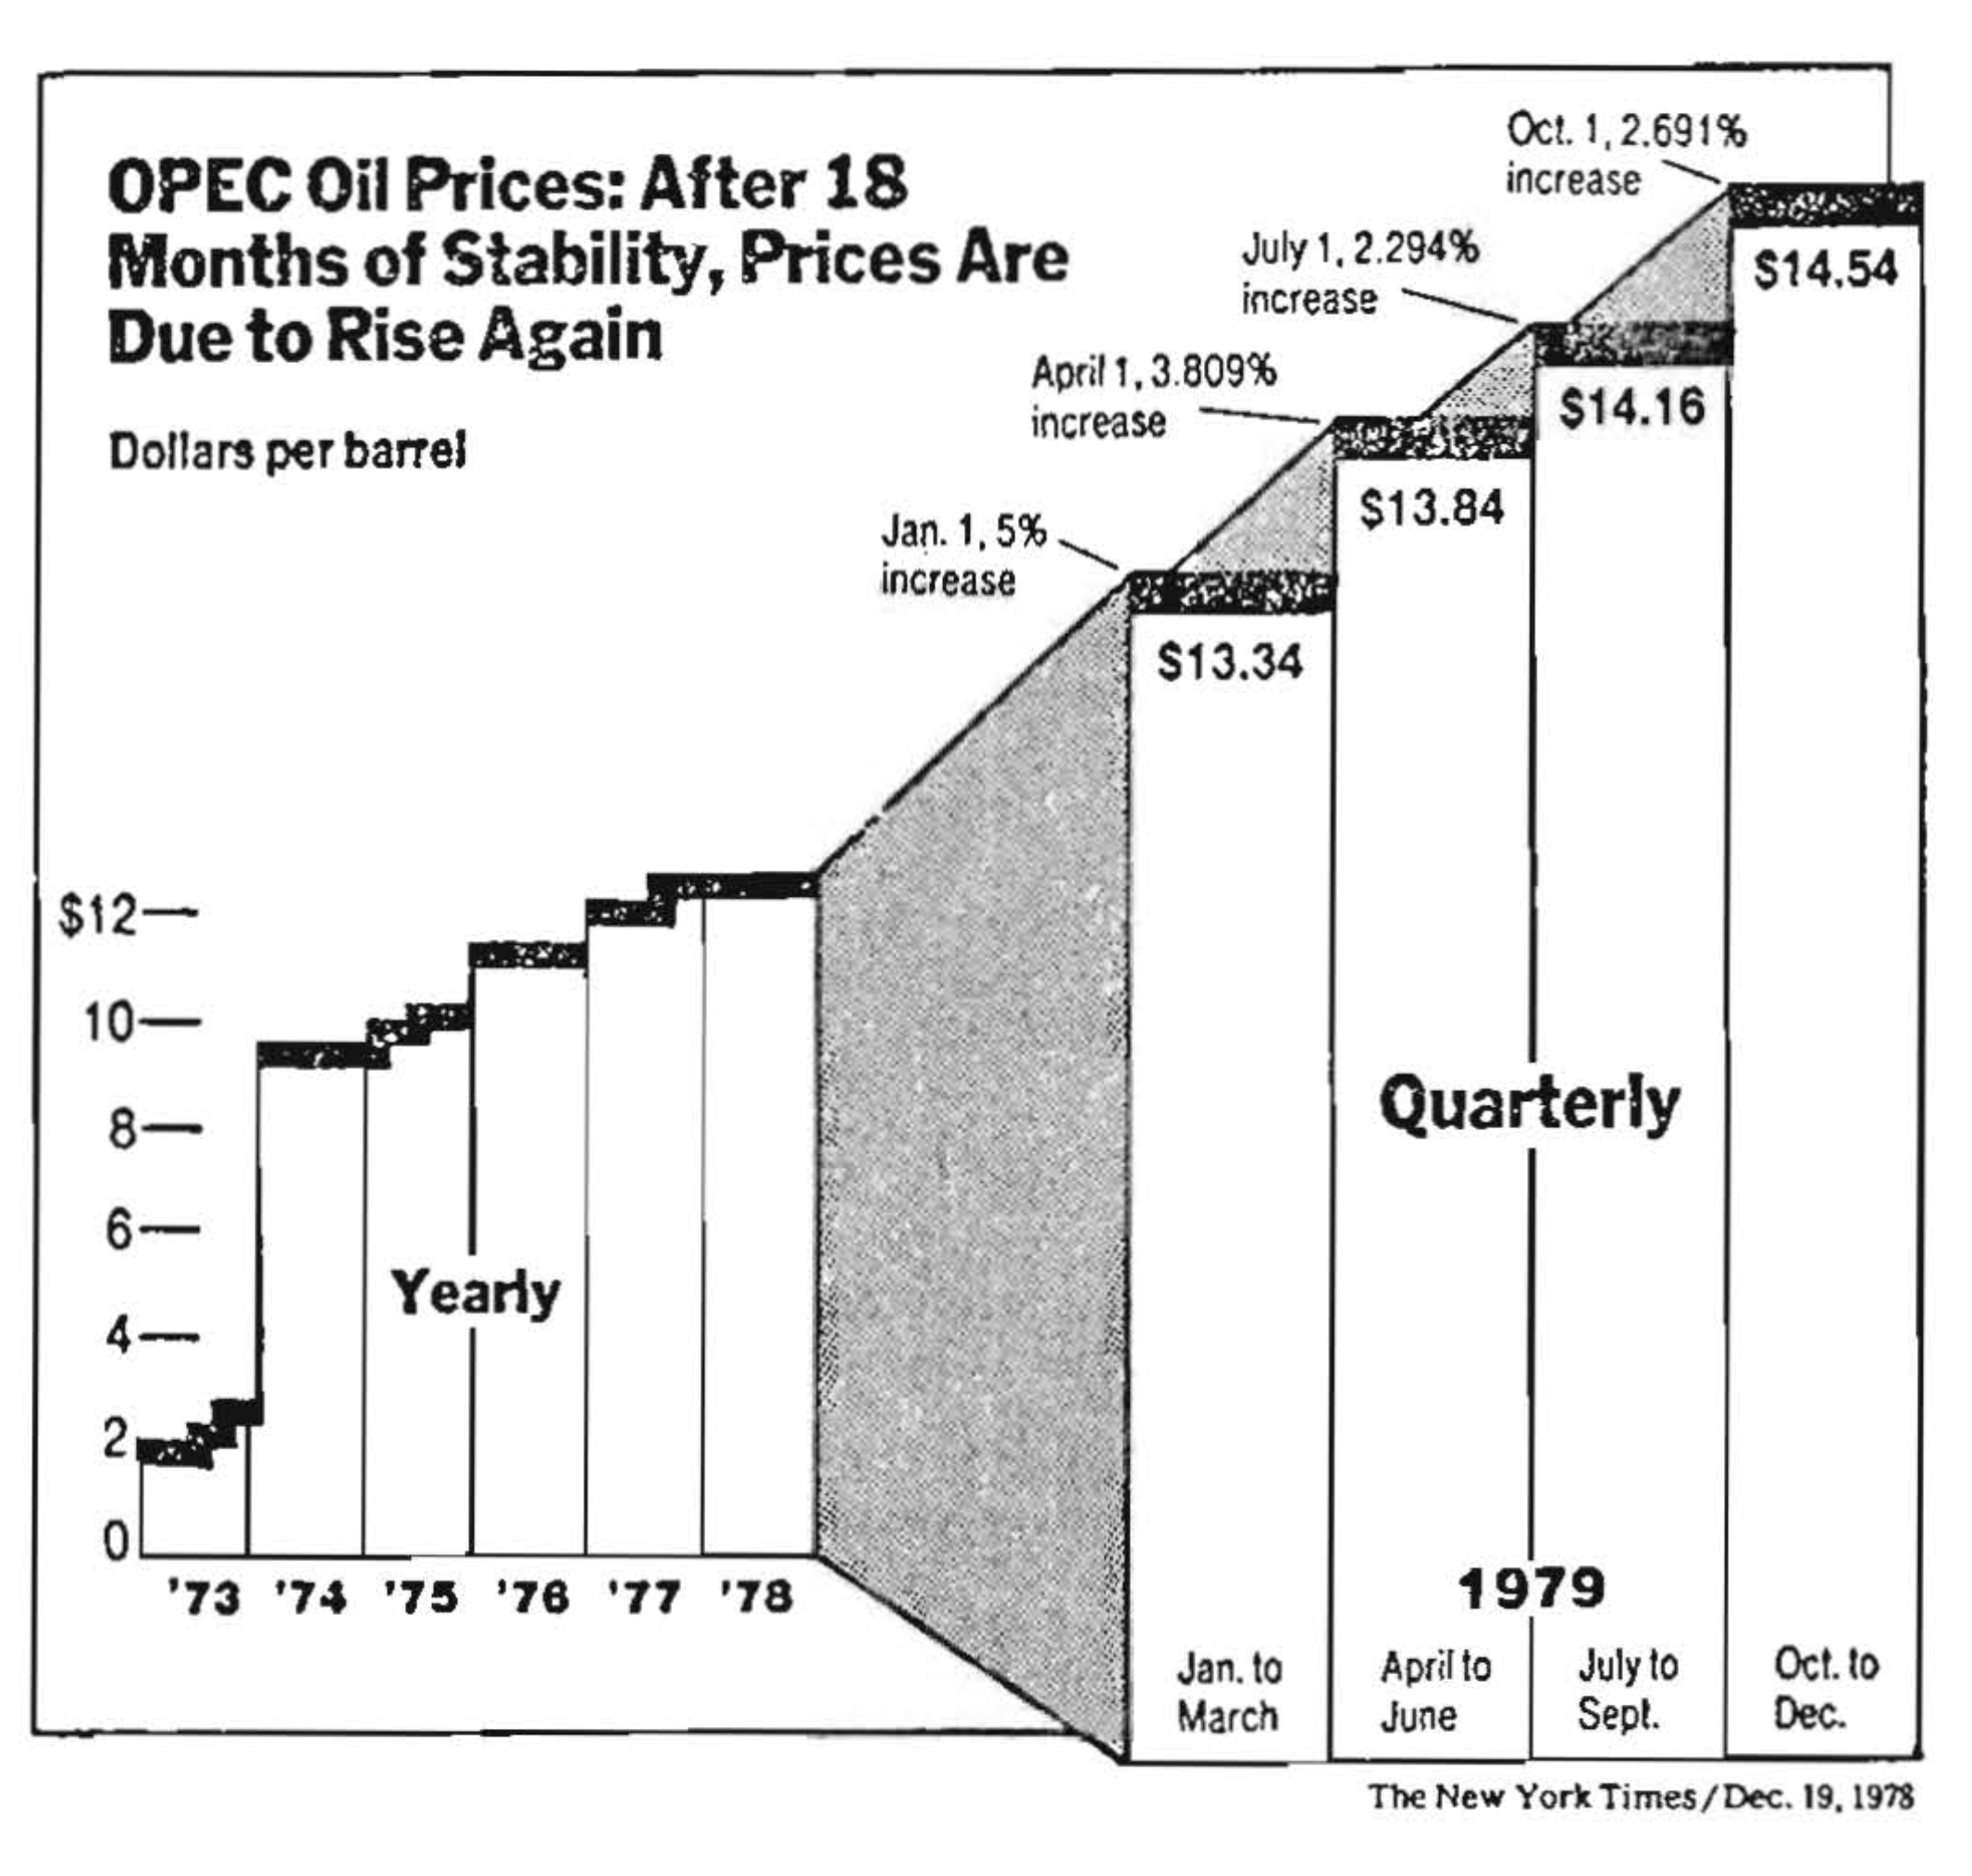 OPEC Oil Prices: After 18
Months of Stability, Prices Are
Due to Rise Again
Dollars per barrel
Oct. 1, 2.691%
increase
July 1, 2.294%
increase
April 1, 3.809%
increase
Jan. 1, 5%
increase
$14.54
$14.16
$13.84
$13.34
$12
10
8
6
4
2
0
Yearly
Quarterly
'73 '74 '75 '76 '77 '78
1979
Jan. to
March
April to
June
July to
Sept.
Oct. to
Dec.
The New York Times/Dec. 19, 1978